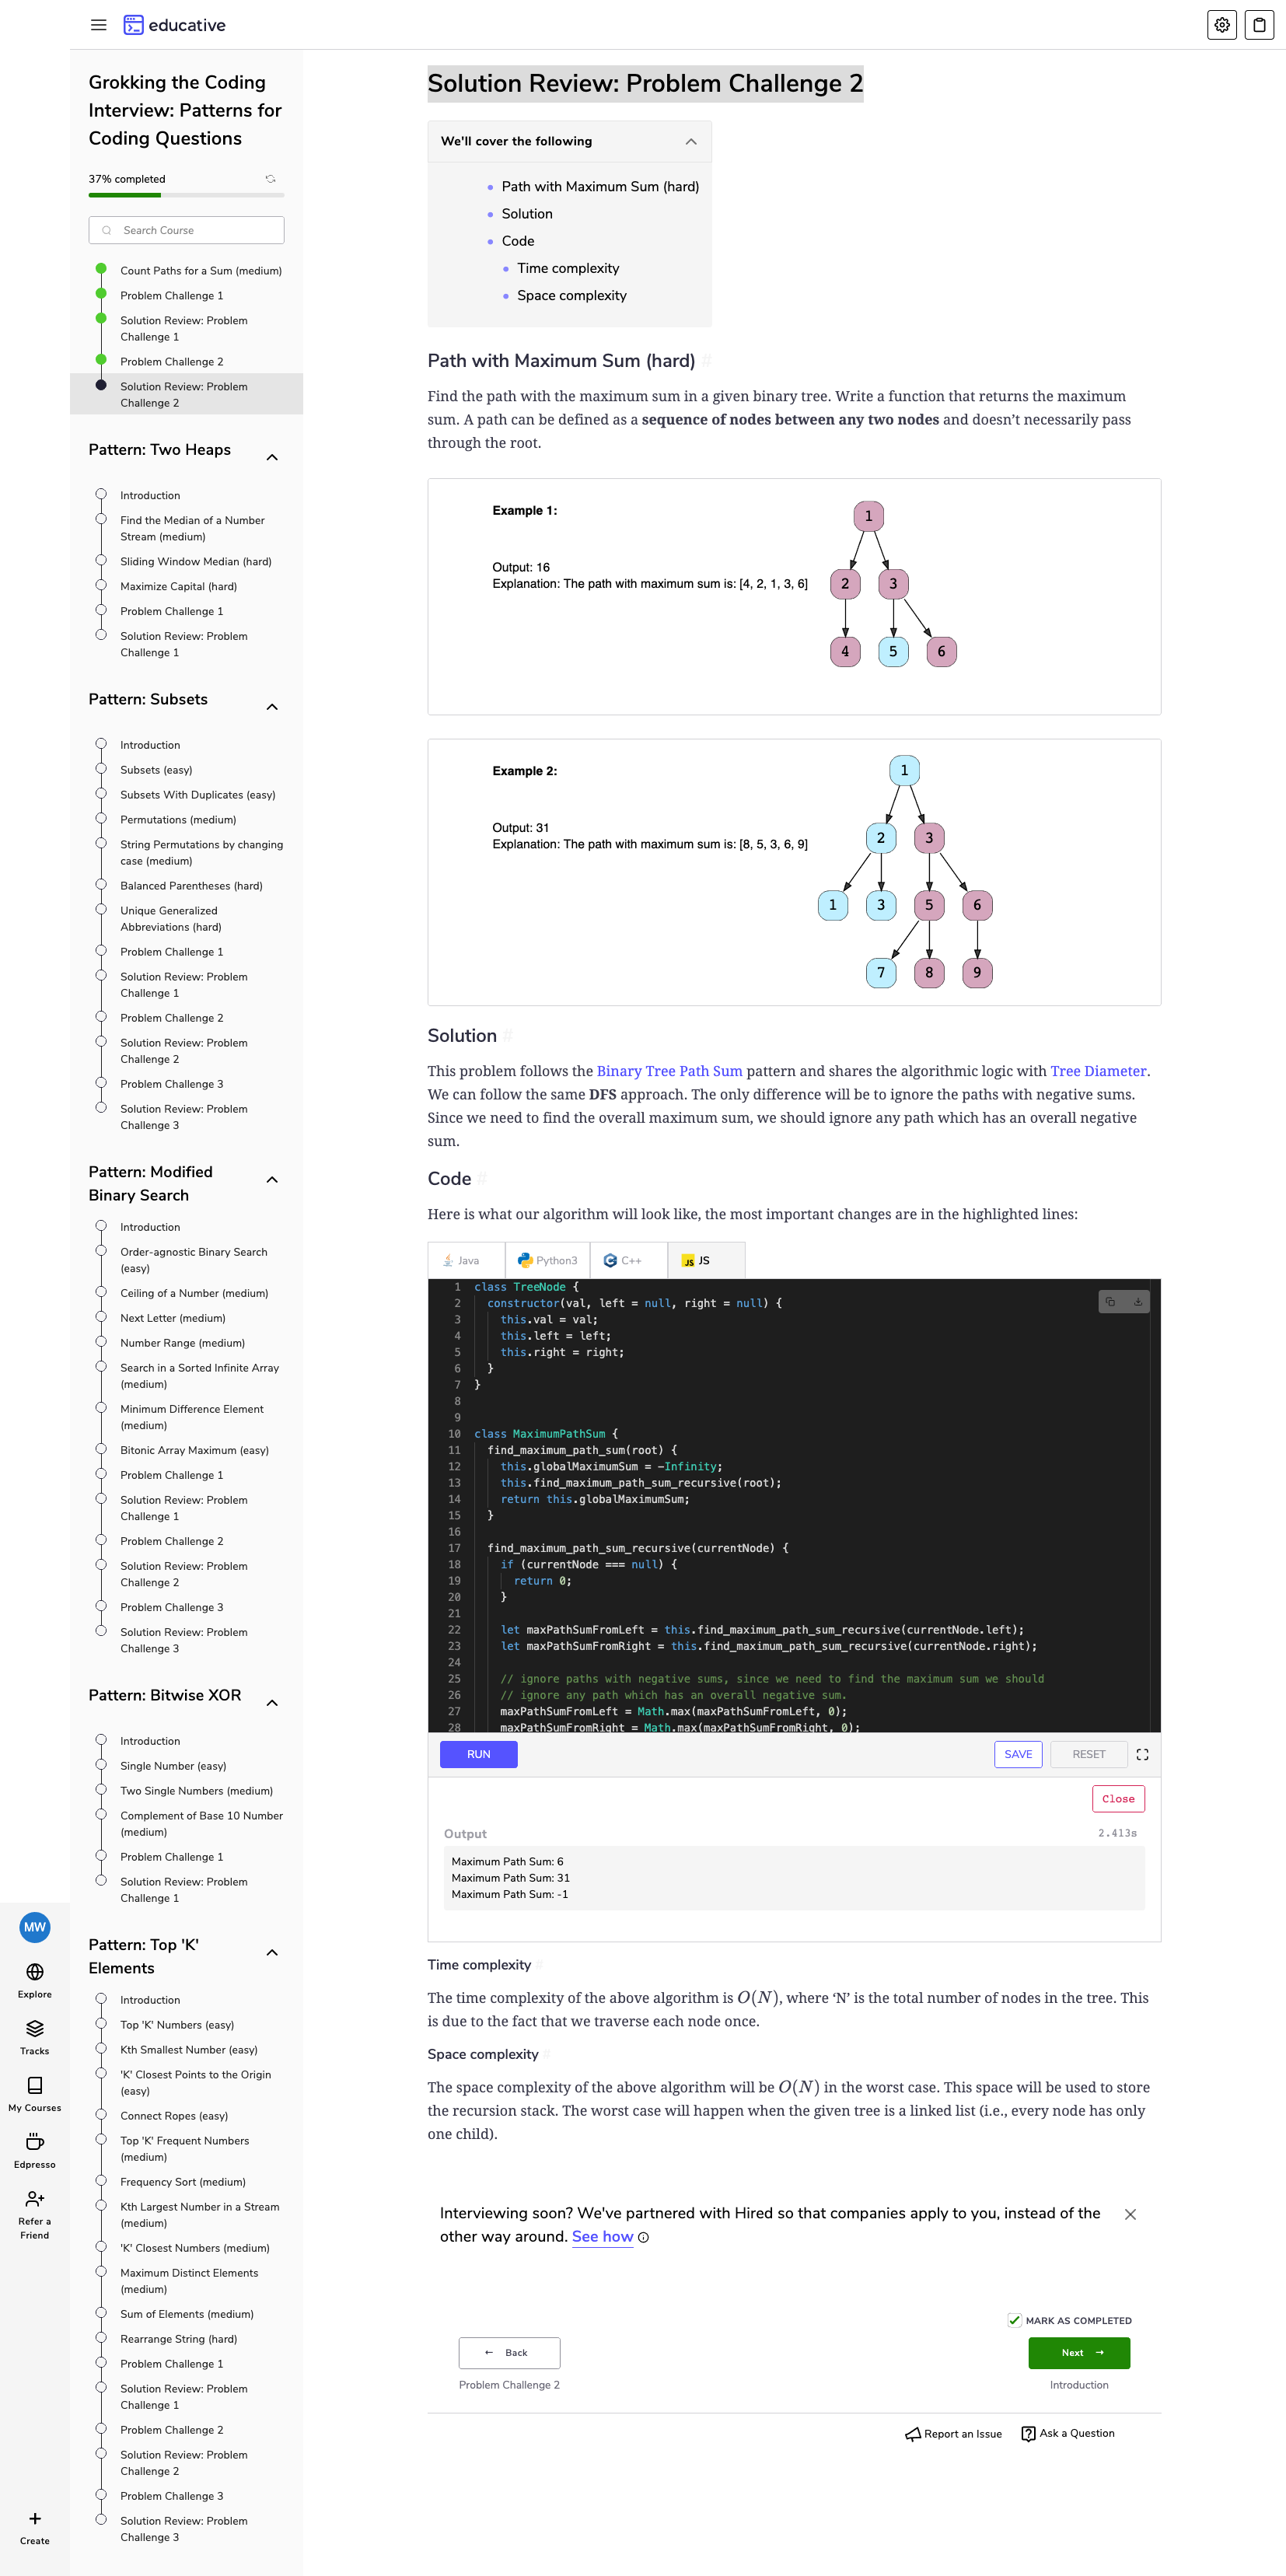 educative
Grokking the Coding
Interview: Patterns for
Coding Questions
37% completed
Search Course
Count Paths for a Sum (medium)
Problem Challenge 1
Solution Review: Problem
Challenge 1
Problem Challenge 2
Solution Review: Problem
Challenge 2
Pattern: Two Heaps
Introduction
Find the Median of a Number
Stream (medium)
Sliding Window Median (hard)
Maximize Capital (hard)
Problem Challenge 1
Solution Review: Problem
Challenge 1
Pattern: Subsets
Introduction
Subsets (easy)
Subsets With Duplicates (easy)
Permutations (medium)
String Permutations by changing
case (medium)
Balanced Parentheses (hard)
Unique Generalized
Abbreviations (hard)
Problem Challenge 1
Solution Review: Problem
Challenge 1
Problem Challenge 2
Solution Review: Problem
Challenge 2
Problem Challenge 3
Solution Review: Problem
Challenge 3
Pattern: Modified
Binary Search
Introduction
Order-agnostic Binary Search
(easy)
Ceiling of a Number (medium)
Next Letter (medium)
Number Range (medium)
Search in a Sorted Infinite Array
(medium)
Minimum Difference Element
(medium)
Bitonic Array Maximum (easy)
Problem Challenge 1
Solution Review: Problem
Challenge 1
Problem Challenge 2
Solution Review: Problem
Challenge 2
Problem Challenge 3
Solution Review: Problem
Challenge 3
Pattern: Bitwise XOR
Introduction
Single Number (easy)
Two Single Numbers (medium)
Complement of Base 10 Number
(medium)
Problem Challenge 1
Solution Review: Problem
Challenge 1
Pattern: Top 'K'
Elements
Introduction
Top 'K' Numbers (easy)
Kth Smallest Number (easy)
'K' Closest Points to the Origin
(easy)
Connect Ropes (easy)
Top 'K' Frequent Numbers
(medium)
Frequency Sort (medium)
Kth Largest Number in a Stream
(medium)
'K' Closest Numbers (medium)
Maximum Distinct Elements
(medium)
Sum of Elements (medium)
Rearrange String (hard)
Problem Challenge 1
Solution Review: Problem
Challenge 1
Problem Challenge 2
Solution Review: Problem
Challenge 2
Problem Challenge 3
Solution Review: Problem
Challenge 3
MW
Explore
Tracks
My Courses
Edpresso
Refer a
Friend
Create
Solution Review: Problem Challenge 2
We'll cover the following
Path with Maximum Sum (hard)
Solution
Code
Time complexity
Space complexity
Path with Maximum Sum (hard) #
Find the path with the maximum sum in a given binary tree. Write a function that returns the maximum
sum. A path can be defined as a sequence of nodes between any two nodes and doesn’t necessarily pass
through the root.
Example 1:
Output: 16
Explanation: The path with maximum sum is: [4, 2, 1, 3, 6]
1
2 3
4 5 6
Example 2:
Output: 31
Explanation: The path with maximum sum is: [8, 5, 3, 6, 9]
1
2 3
1 3 5 6
7 8 9
Solution #
This problem follows the Binary Tree Path Sum pattern and shares the algorithmic logic with Tree Diameter.
We can follow the same DFS approach. The only difference will be to ignore the paths with negative sums.
Since we need to find the overall maximum sum, we should ignore any path which has an overall negative
sum.
Code #
Here is what our algorithm will look like, the most important changes are in the highlighted lines:
Java Python3 C++ JS JS
1 class TreeNode {
2 constructor(val, left = null, right = null) {
3 this.val = val;
4 this.left = left;
5 this.right = right;
6 }
7 }
8
9
10 class MaximumPathSum {
11 find_maximum_path_sum(root) {
12 this.globalMaximumSum = -Infinity;
13 this.find_maximum_path_sum_recursive(root);
14 return this.globalMaximumSum;
15 }
16
17 find_maximum_path_sum_recursive(currentNode) {
18 if (currentNode === null) {
19 return 0;
20 }
21
22 let maxPathSumFromLeft = this.find_maximum_path_sum_recursive(currentNode.left);
23 let maxPathSumFromRight = this.find_maximum_path_sum_recursive(currentNode.right);
24
25 // ignore paths with negative sums, since we need to find the maximum sum we should
26 // ignore any path which has an overall negative sum.
27 maxPathSumFromLeft = Math.max(maxPathSumFromLeft, 0);
28 maxPathSumFromRight = Math.max(maxPathSumFromRight, 0);
RUN
SAVE
RESET
Close
Output
2.413s
Maximum Path Sum: 6
Maximum Path Sum: 31
Maximum Path Sum: -1
Time complexity #
The time complexity of the above algorithm is O(N), where ‘N’ is the total number of nodes in the tree. This
is due to the fact that we traverse each node once.
Space complexity #
The space complexity of the above algorithm will be O(N) in the worst case. This space will be used to store
the recursion stack. The worst case will happen when the given tree is a linked list (i.e., every node has only
one child).
Interviewing soon? We've partnered with Hired so that companies apply to you, instead of the
other way around. See how
MARK AS COMPLETED
← Back
Next →
Problem Challenge 2
Introduction
Report an Issue
Ask a Question